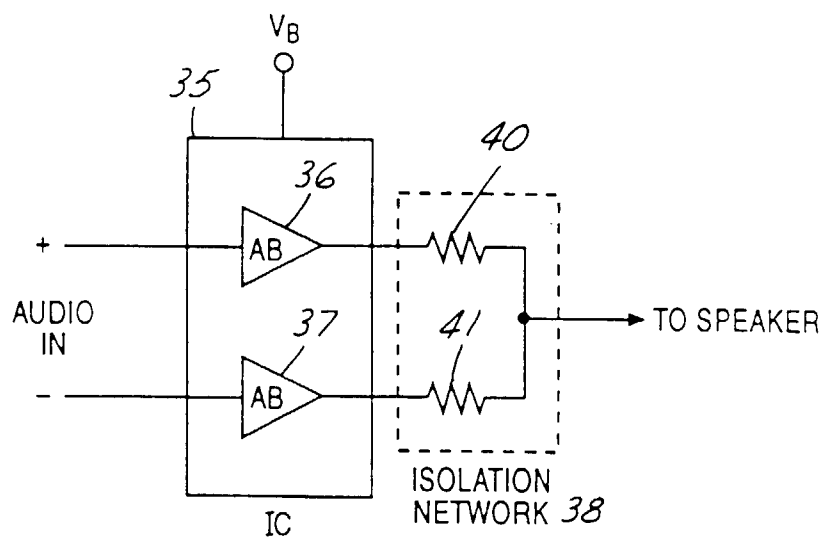 V_B
35
36
40
+
AB
AUDIO
IN
TO SPEAKER
37
41
−
AB
ISOLATION
NETWORK 38
IC